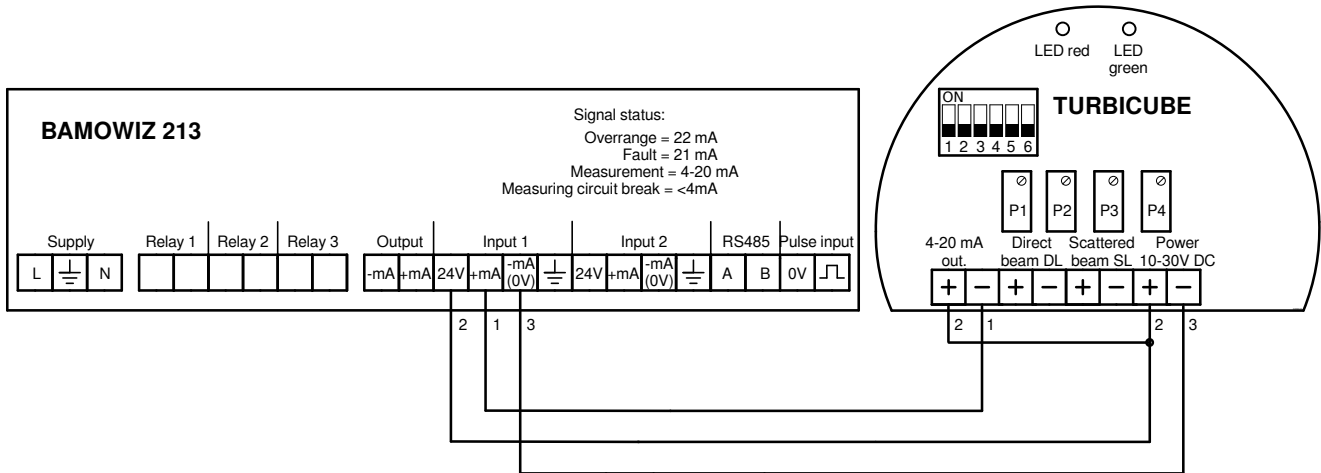 LED red
LED
green
BAMOWIZ 213
Signal status:
Overrange = 22 mA
Fault = 21 mA
Measurement = 4-20 mA
Measuring circuit break = <4mA
ON
1 2 3 4 5 6
TURBICUBE
P1 P2 P3 P4
Supply Relay 1 Relay 2 Relay 3 Output Input 1 Input 2 RS485 Pulse input
L N -mA +mA 24V +mA -mA (0V) 24V +mA -mA (0V) A B 0V
4-20 mA Direct Scattered Power
out. beam DL beam SL 10-30V DC
+ − + − + − + −
2 1 3
2 1 2 3